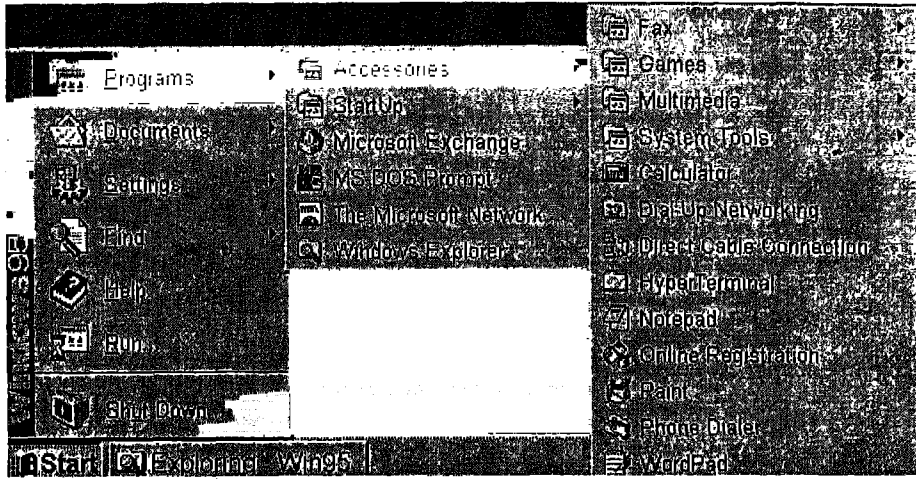 Programs
Documents
Settings
Find
Help
Run...
Shut Down...
Accessories
StartUp
Microsoft Exchange
MS-DOS Prompt
The Microsoft Network
Windows Explorer
Fax
Games
Multimedia
System Tools
Calculator
Dial-Up Networking
Direct Cable Connection
HyperTerminal
Notepad
Online Registration
Paint
Phone Dialer
WordPad
Start
Exploring - Win95